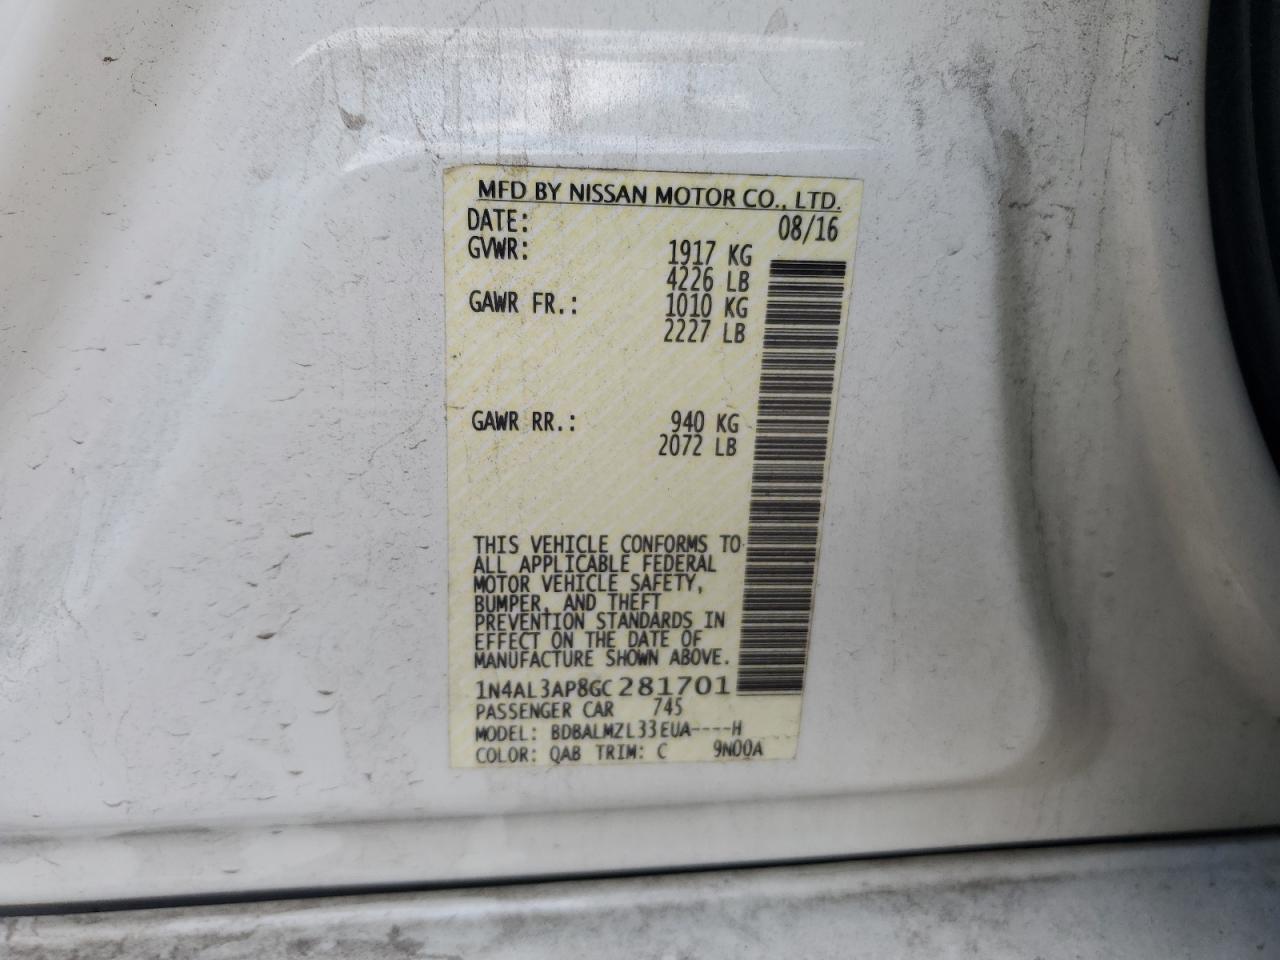 MFD BY NISSAN MOTOR CO., LTD.
DATE: 08/16
GVWR: 1917 KG
4226 LB
GAWR FR.: 1010 KG
2227 LB
GAWR RR.: 940 KG
2072 LB
THIS VEHICLE CONFORMS TO
ALL APPLICABLE FEDERAL
MOTOR VEHICLE SAFETY,
BUMPER, AND THEFT
PREVENTION STANDARDS IN
EFFECT ON THE DATE OF
MANUFACTURE SHOWN ABOVE.
1N4AL3AP8GC281701
PASSENGER CAR 745
MODEL: BDBALMZL33EUA----H
COLOR: QAB TRIM: C 9N00A